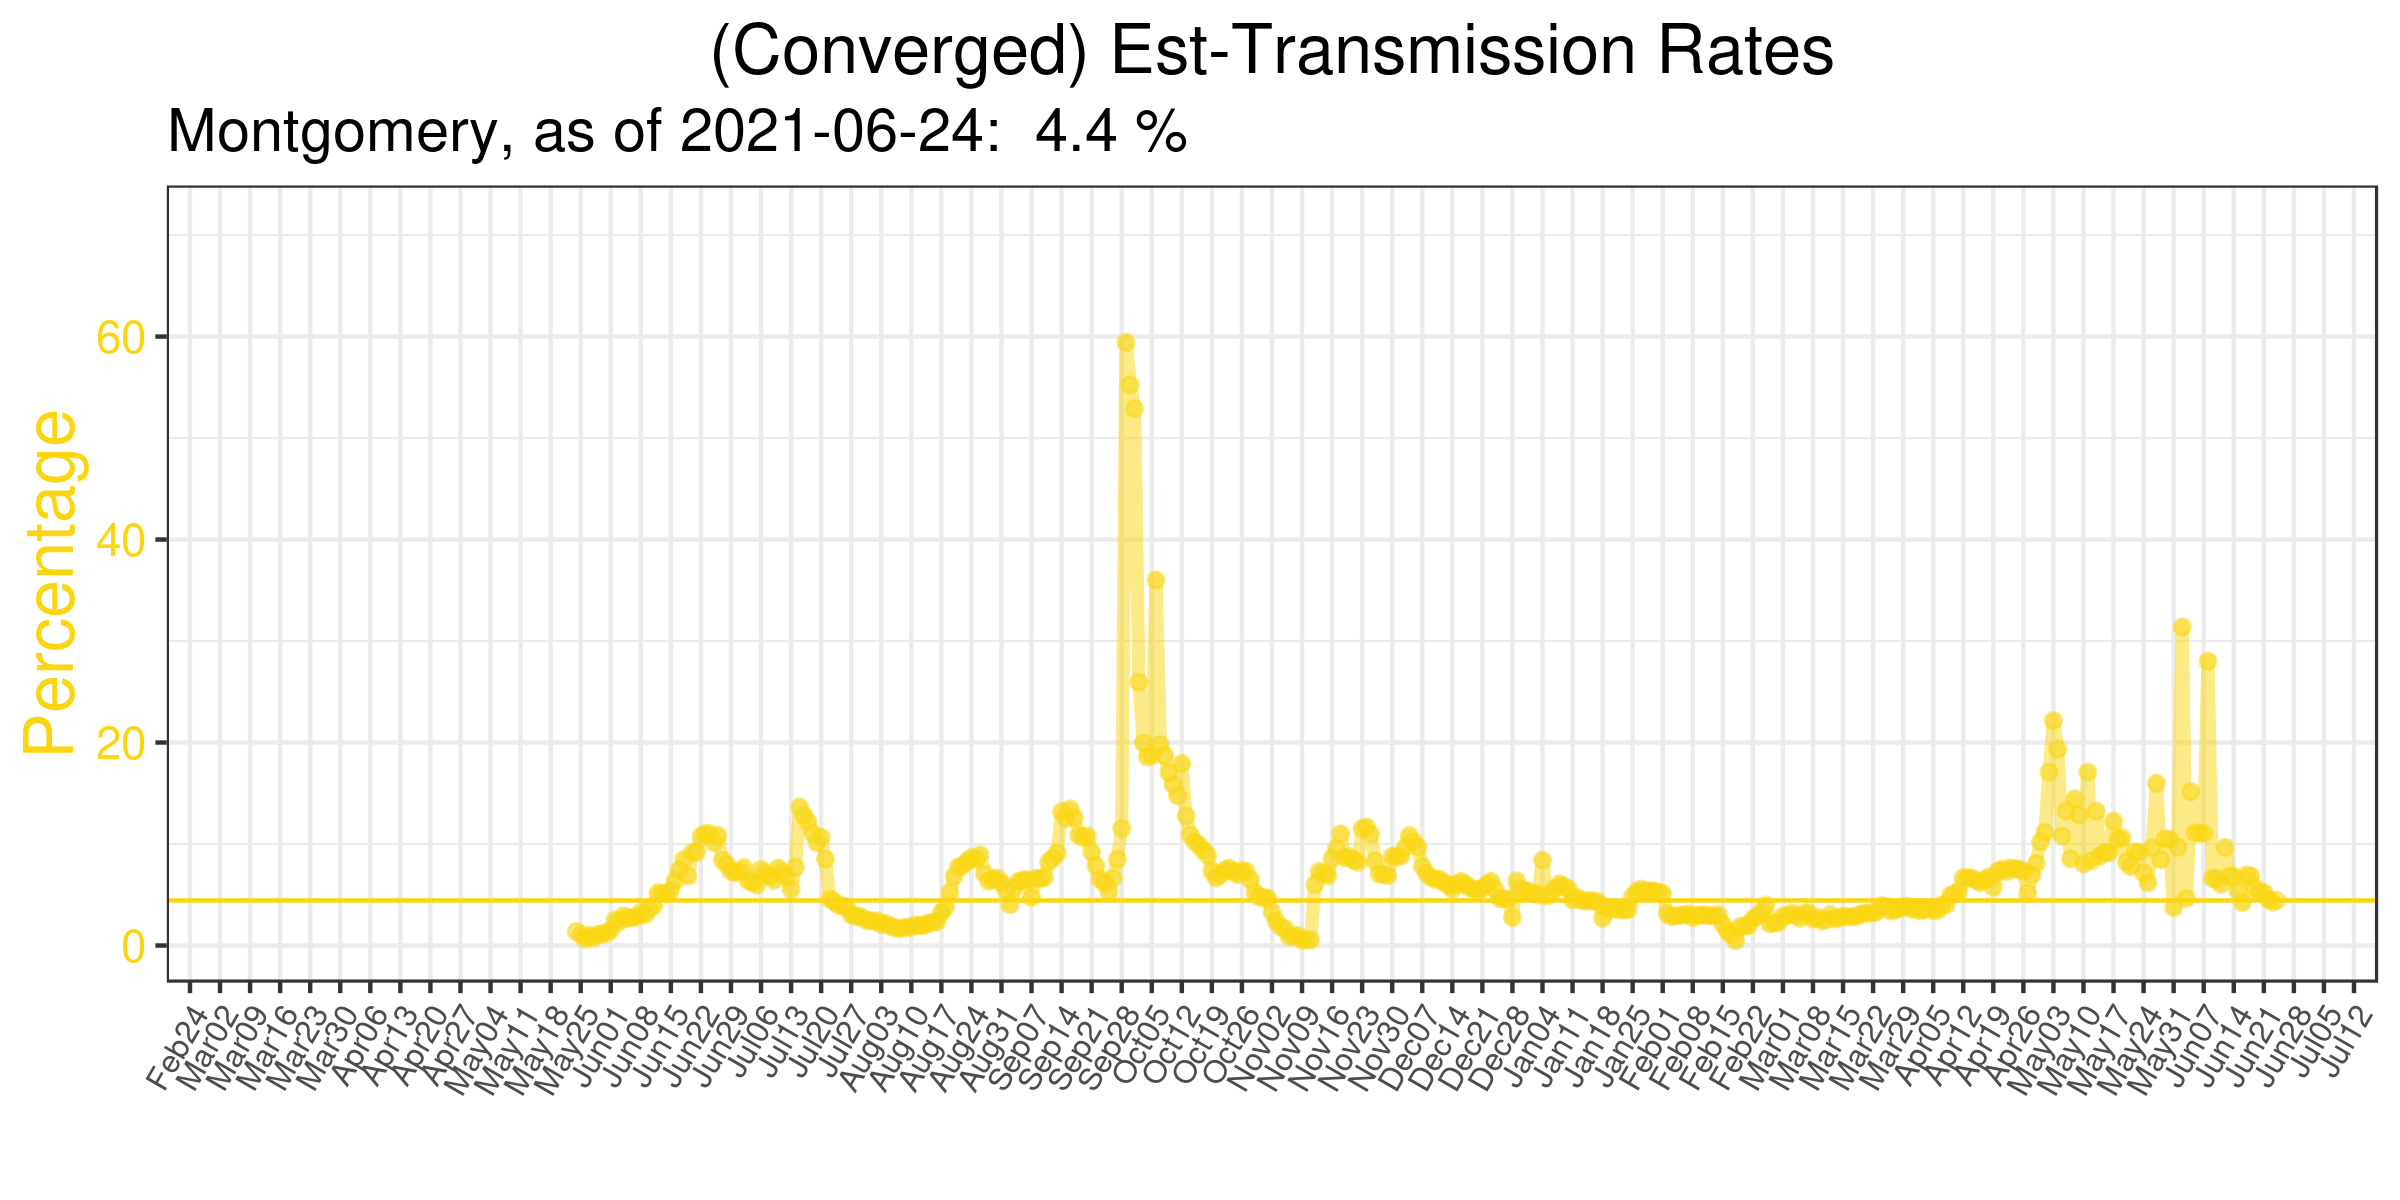 (Converged) Est-Transmission Rates
Montgomery, as of 2021-06-24:  4.4 %
Percentage
60
40
20
0
Feb24
Mar02
Mar09
Mar16
Mar23
Mar30
Apr06
Apr13
Apr20
Apr27
May04
May11
May18
May25
Jun01
Jun08
Jun15
Jun22
Jun29
Jul06
Jul13
Jul20
Jul27
Aug03
Aug10
Aug17
Aug24
Aug31
Sep07
Sep14
Sep21
Sep28
Oct05
Oct12
Oct19
Oct26
Nov02
Nov09
Nov16
Nov23
Nov30
Dec07
Dec14
Dec21
Dec28
Jan04
Jan11
Jan18
Jan25
Feb01
Feb08
Feb15
Feb22
Mar01
Mar08
Mar15
Mar22
Mar29
Apr05
Apr12
Apr19
Apr26
May03
May10
May17
May24
May31
Jun07
Jun14
Jun21
Jun28
Jul05
Jul12